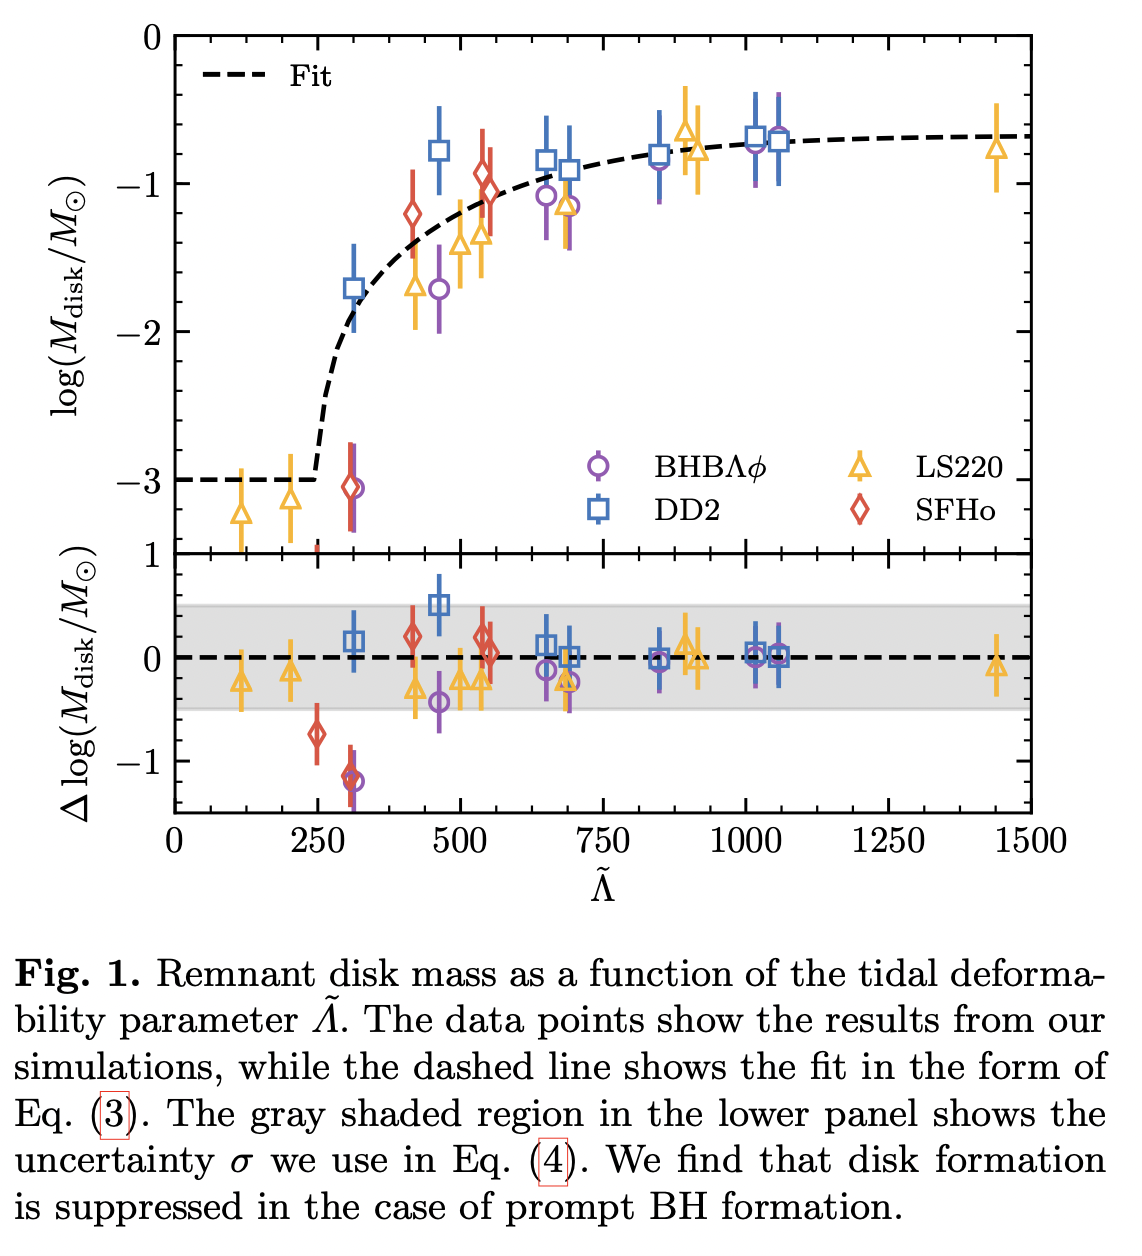 0
Fit
−1
−2
−3
log(M_disk/M_⊙)
BHBΛϕ
LS220
DD2
SFHo
1
0
−1
Δ log(M_disk/M_⊙)
0 250 500 750 1000 1250 1500
Λ̃
Fig. 1. Remnant disk mass as a function of the tidal deforma-
bility parameter Λ̃. The data points show the results from our
simulations, while the dashed line shows the fit in the form of
Eq. (3). The gray shaded region in the lower panel shows the
uncertainty σ we use in Eq. (4). We find that disk formation
is suppressed in the case of prompt BH formation.